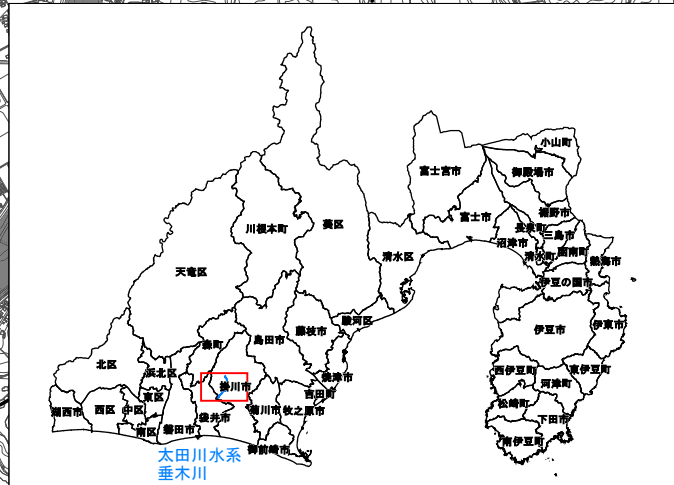 小山町
富士宮市
御殿場市
裾野市
葵区
富士市
長泉町
三島市
川根本町
沼津市
函南町
清水区
清水町
熱海市
天竜区
伊豆の国市
駿河区
伊豆市
伊東市
藤枝市
森町
島田市
北区
浜北区
西伊豆町
東伊豆町
焼津市
掛川市
河津町
吉田町
東区
松崎町
湖西市
西区
中区
袋井市
菊川市
牧之原市
下田市
南区
磐田市
南伊豆町
御前崎市
太田川水系
垂木川